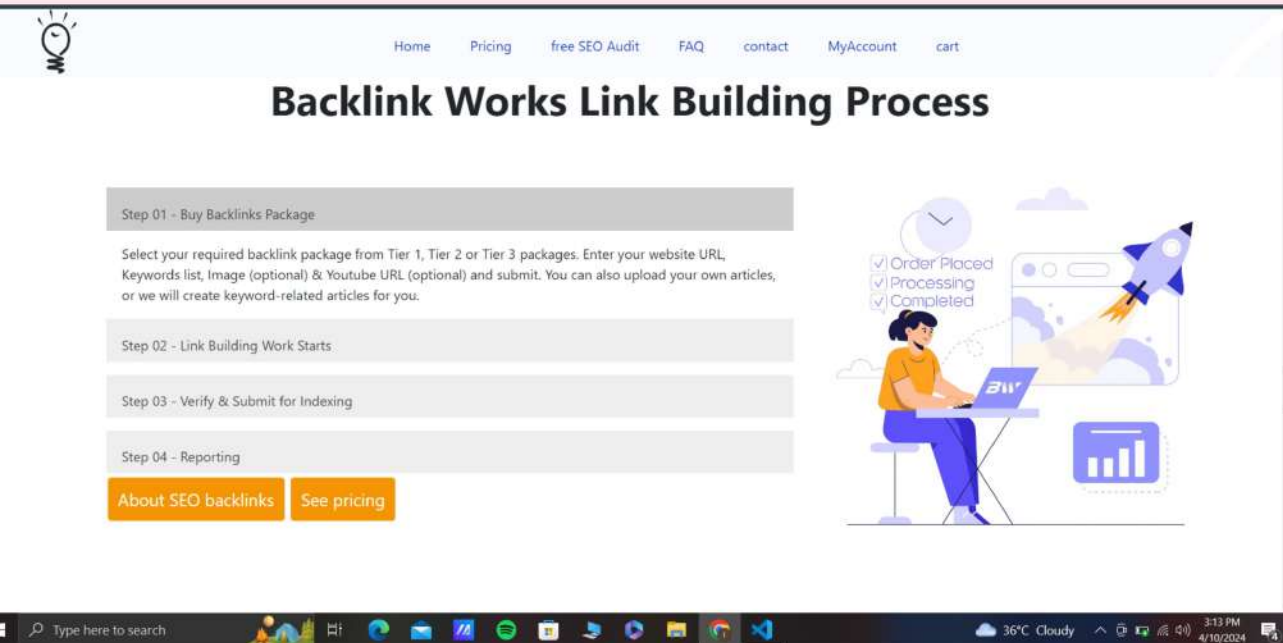 Home Pricing free SEO Audit FAQ contact MyAccount cart
Backlink Works Link Building Process
Step 01 - Buy Backlinks Package
Select your required backlink package from Tier 1, Tier 2 or Tier 3 packages. Enter your website URL,
Keywords list, Image (optional) & Youtube URL (optional) and submit. You can also upload your own articles,
or we will create keyword-related articles for you.
Step 02 - Link Building Work Starts
Step 03 - Verify & Submit for Indexing
Step 04 - Reporting
About SEO backlinks See pricing
Order Placed
Processing
Completed
BW
Type here to search
36°C Cloudy
3:13 PM
4/10/2024